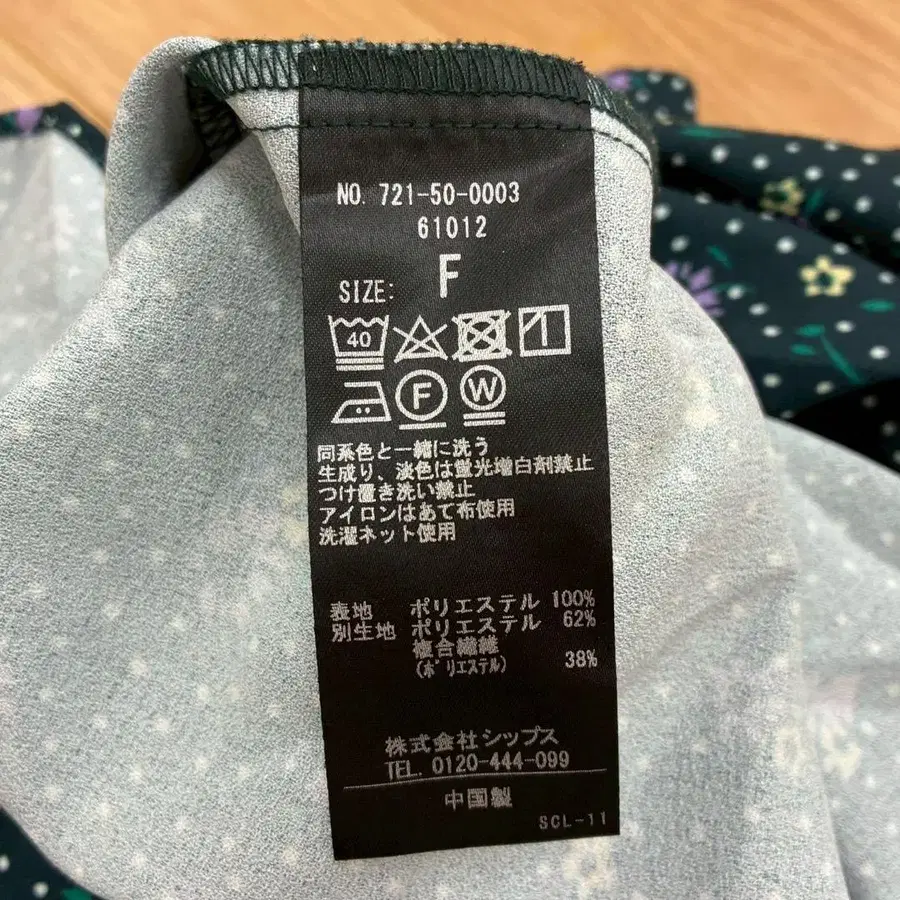 NO. 721-50-0003
61012
SIZE: F
40
F W
同系色と一緒に洗う
生成り、淡色は蛍光増白剤禁止
つけ置き洗い禁止
アイロンはあて布使用
洗濯ネット使用
表地 ポリエステル 100%
別生地 ポリエステル 62%
複合繊維
(ポリエステル) 38%
株式会社シップス
TEL. 0120-444-099
中国製
SCL-11